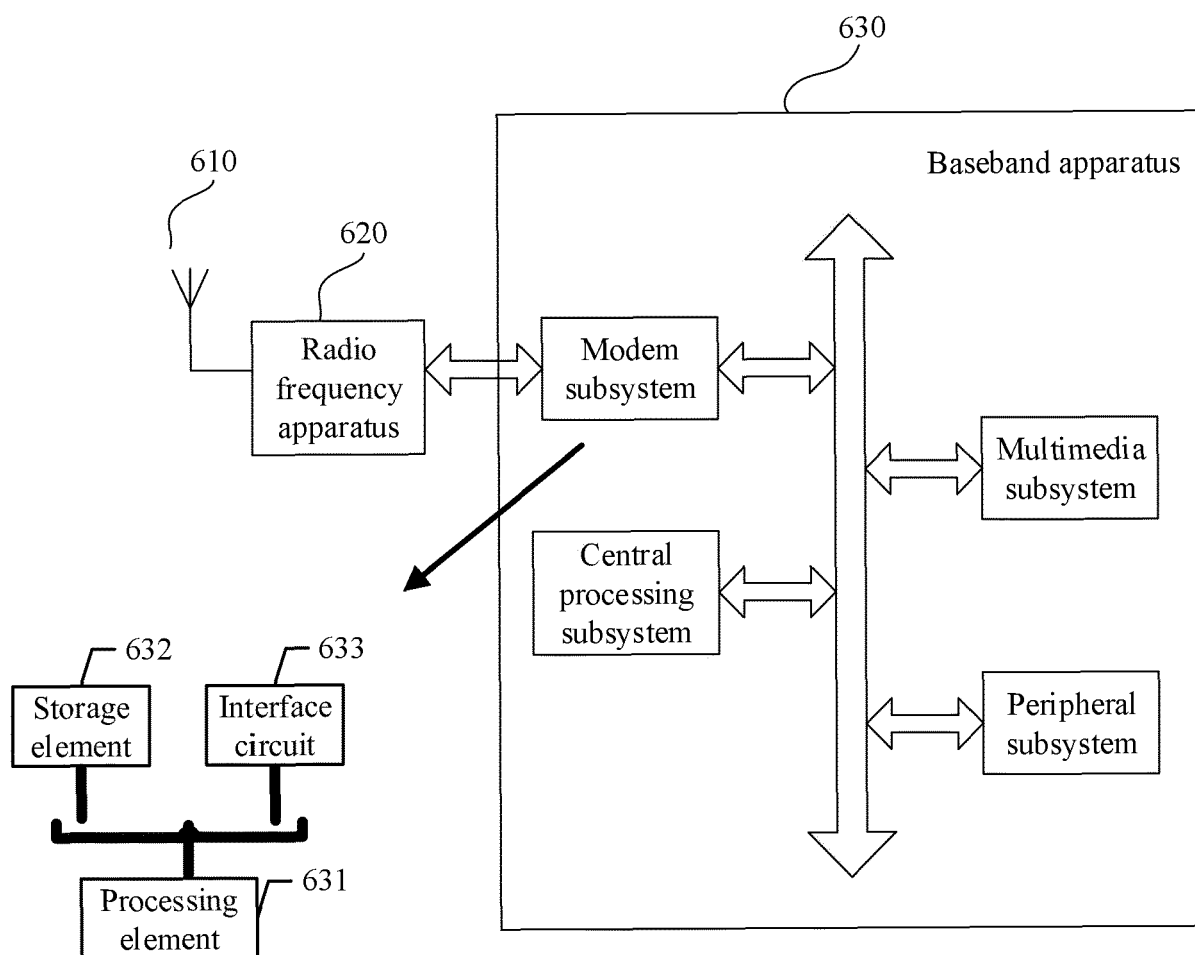 630
Baseband apparatus
610
620
Radio
frequency
apparatus
Modem
subsystem
Multimedia
subsystem
Central
processing
subsystem
632
633
Storage
element
Interface
circuit
Peripheral
subsystem
631
Processing
element